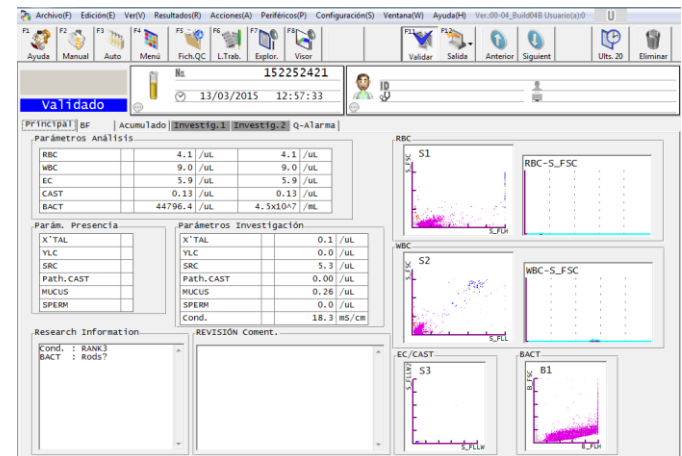 Archivo(F) Edición(E) Ver(V) Resultados(R) Acciones(A) Periféricos(P) Configuración(S) Ventana(W) Ayuda(H) Ver.00-04_Build04B Usuario(a):0 U
F1 F2 F3 F4 F5 F6 F7 F8 F11 F12
Ayuda Manual Auto Menú Fich.QC L.Trab. Explor. Visor Validar Salida Anterior Siguient Ults. 20 Eliminar
No. 152252421
13/03/2015 12:57:33
ID
Validado
Principal BF Acumulado Investig.1 Investig.2 Q-Alarma
Parámetros Análisis
RBC 4.1 /uL 4.1 /uL
WBC 9.0 /uL 9.0 /uL
EC 5.9 /uL 5.9 /uL
CAST 0.13 /uL 0.13 /uL
BACT 44796.4 /uL 4.5x10^7 /mL
Parám. Presencia
X'TAL
YLC
SRC
Path.CAST
MUCUS
SPERM
Parámetros Investigación
X'TAL 0.1 /uL
YLC 0.0 /uL
SRC 5.3 /uL
Path.CAST 0.00 /uL
MUCUS 0.26 /uL
SPERM 0.0 /uL
Cond. 18.3 mS/cm
Research Information
Cond. : RANK3
BACT : Rods?
REVISIÓN Coment.
RBC
S1
S_FSC
S_FLH
RBC-S_FSC
WBC
S2
S_FSC
S_FLL
WBC-S_FSC
EC/CAST
S3
S_FLLW2
S_FLLW
BACT
B1
B_FSC
B_FLH